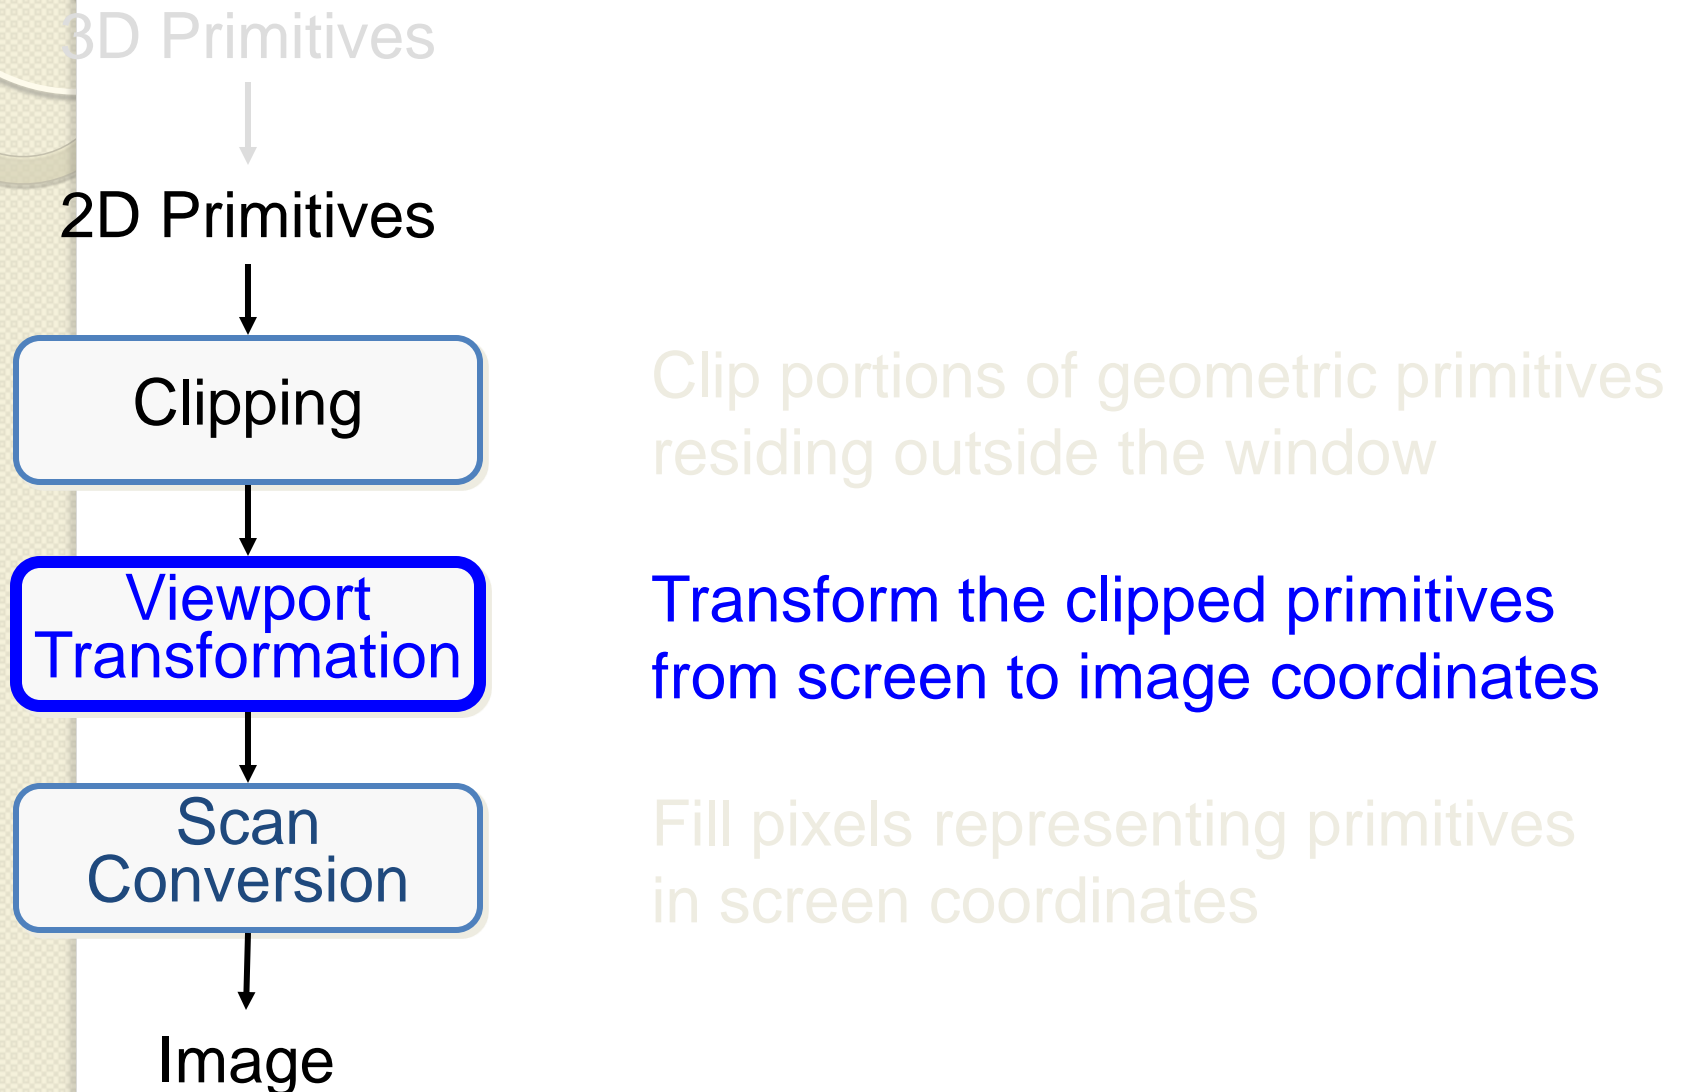 3D Primitives
2D Primitives
Clipping
Clip portions of geometric primitives
residing outside the window
Viewport
Transformation
Transform the clipped primitives
from screen to image coordinates
Scan
Conversion
Fill pixels representing primitives
in screen coordinates
Image